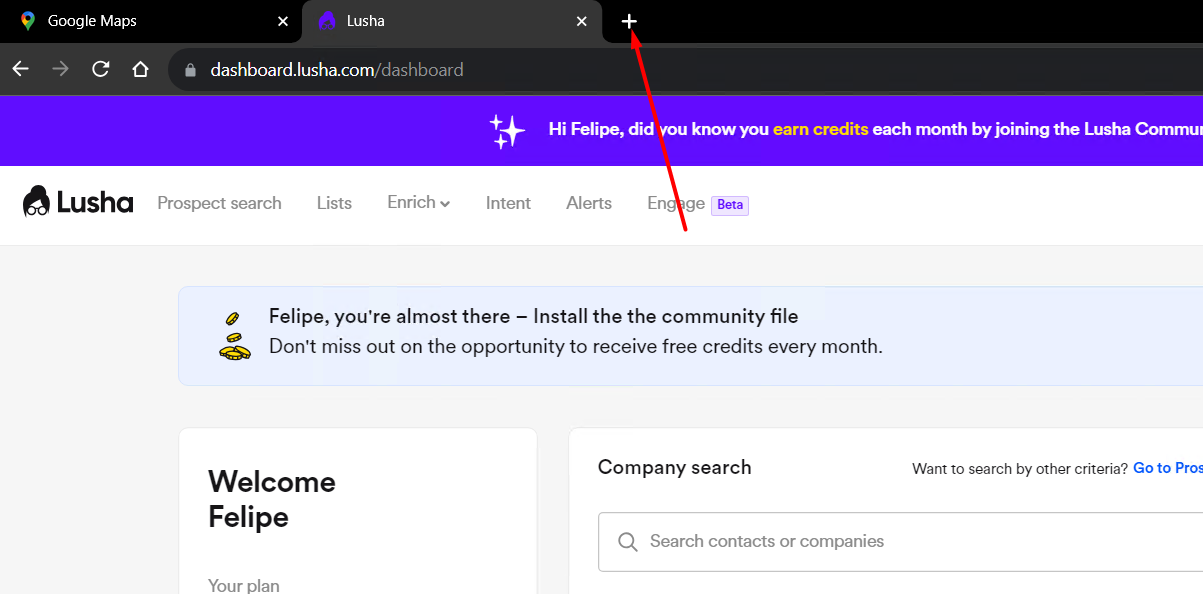 Google Maps
Lusha
dashboard.lusha.com/dashboard
Hi Felipe, did you know you earn credits each month by joining the Lusha Commu
Lusha
Prospect search
Lists
Enrich
Intent
Alerts
Engage Beta
Felipe, you're almost there – Install the the community file
Don't miss out on the opportunity to receive free credits every month.
Welcome
Felipe
Your plan
Company search
Want to search by other criteria? Go to Pros
Search contacts or companies